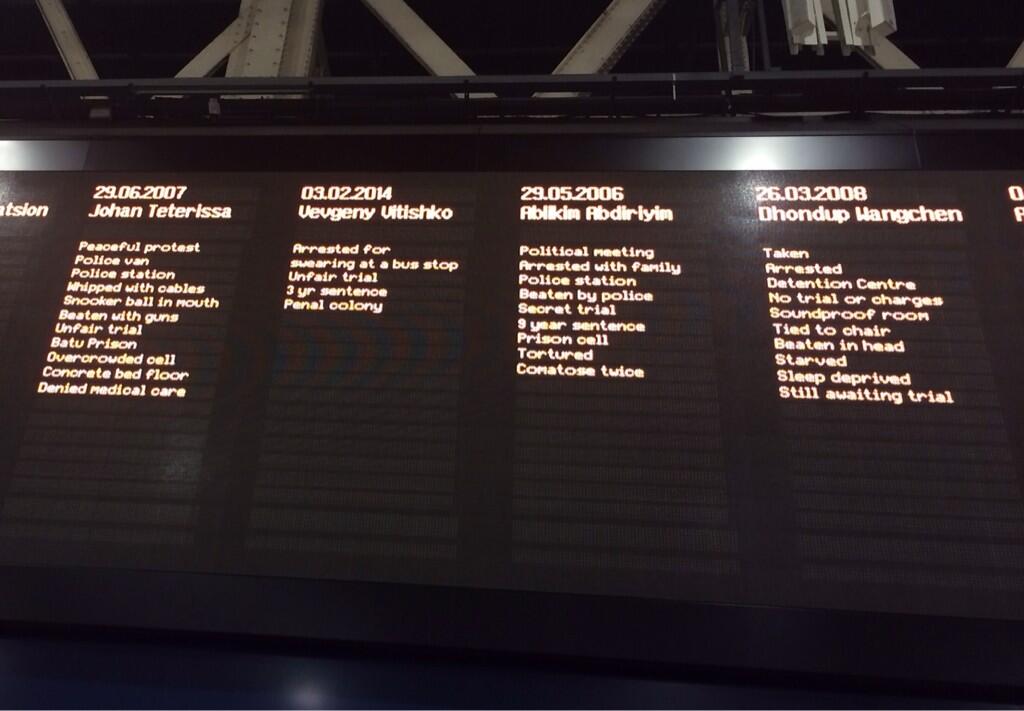 atsion
29.06.2007
Johan Teterissa
Peaceful protest
Police van
Police station
Whipped with cables
Snooker ball in mouth
Beaten with guns
Unfair trial
Batu Prison
Overcrowded cell
Concrete bed floor
Denied medical care
03.02.2014
Yevgeny Vitishko
Arrested for
swearing at a bus stop
Unfair trial
3 yr sentence
Penal colony
29.05.2006
Ablikim Abdiriyim
Political meeting
Arrested with family
Police station
Beaten by police
Secret trial
9 year sentence
Prison cell
Tortured
Comatose twice
26.03.2008
Dhondup Wangchen
Taken
Arrested
Detention Centre
No trial or charges
Soundproof room
Tied to chair
Beaten in head
Starved
Sleep deprived
Still awaiting trial